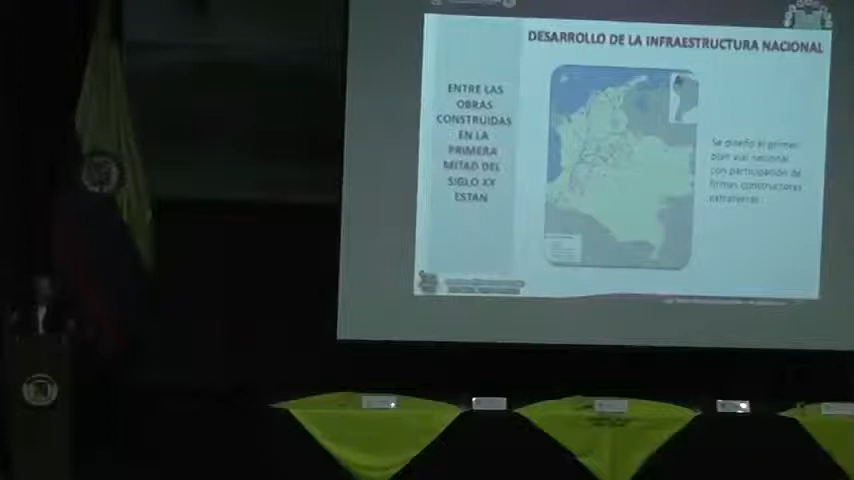 DESARROLLO DE LA INFRAESTRUCTURA NACIONAL
ENTRE LAS
OBRAS
CONSTRUIDAS
EN LA
PRIMERA
MITAD DEL
SIGLO XX
ESTAN
Se diseño el primer
plan vial nacional
con participación de
firmas constructoras
extranjeras